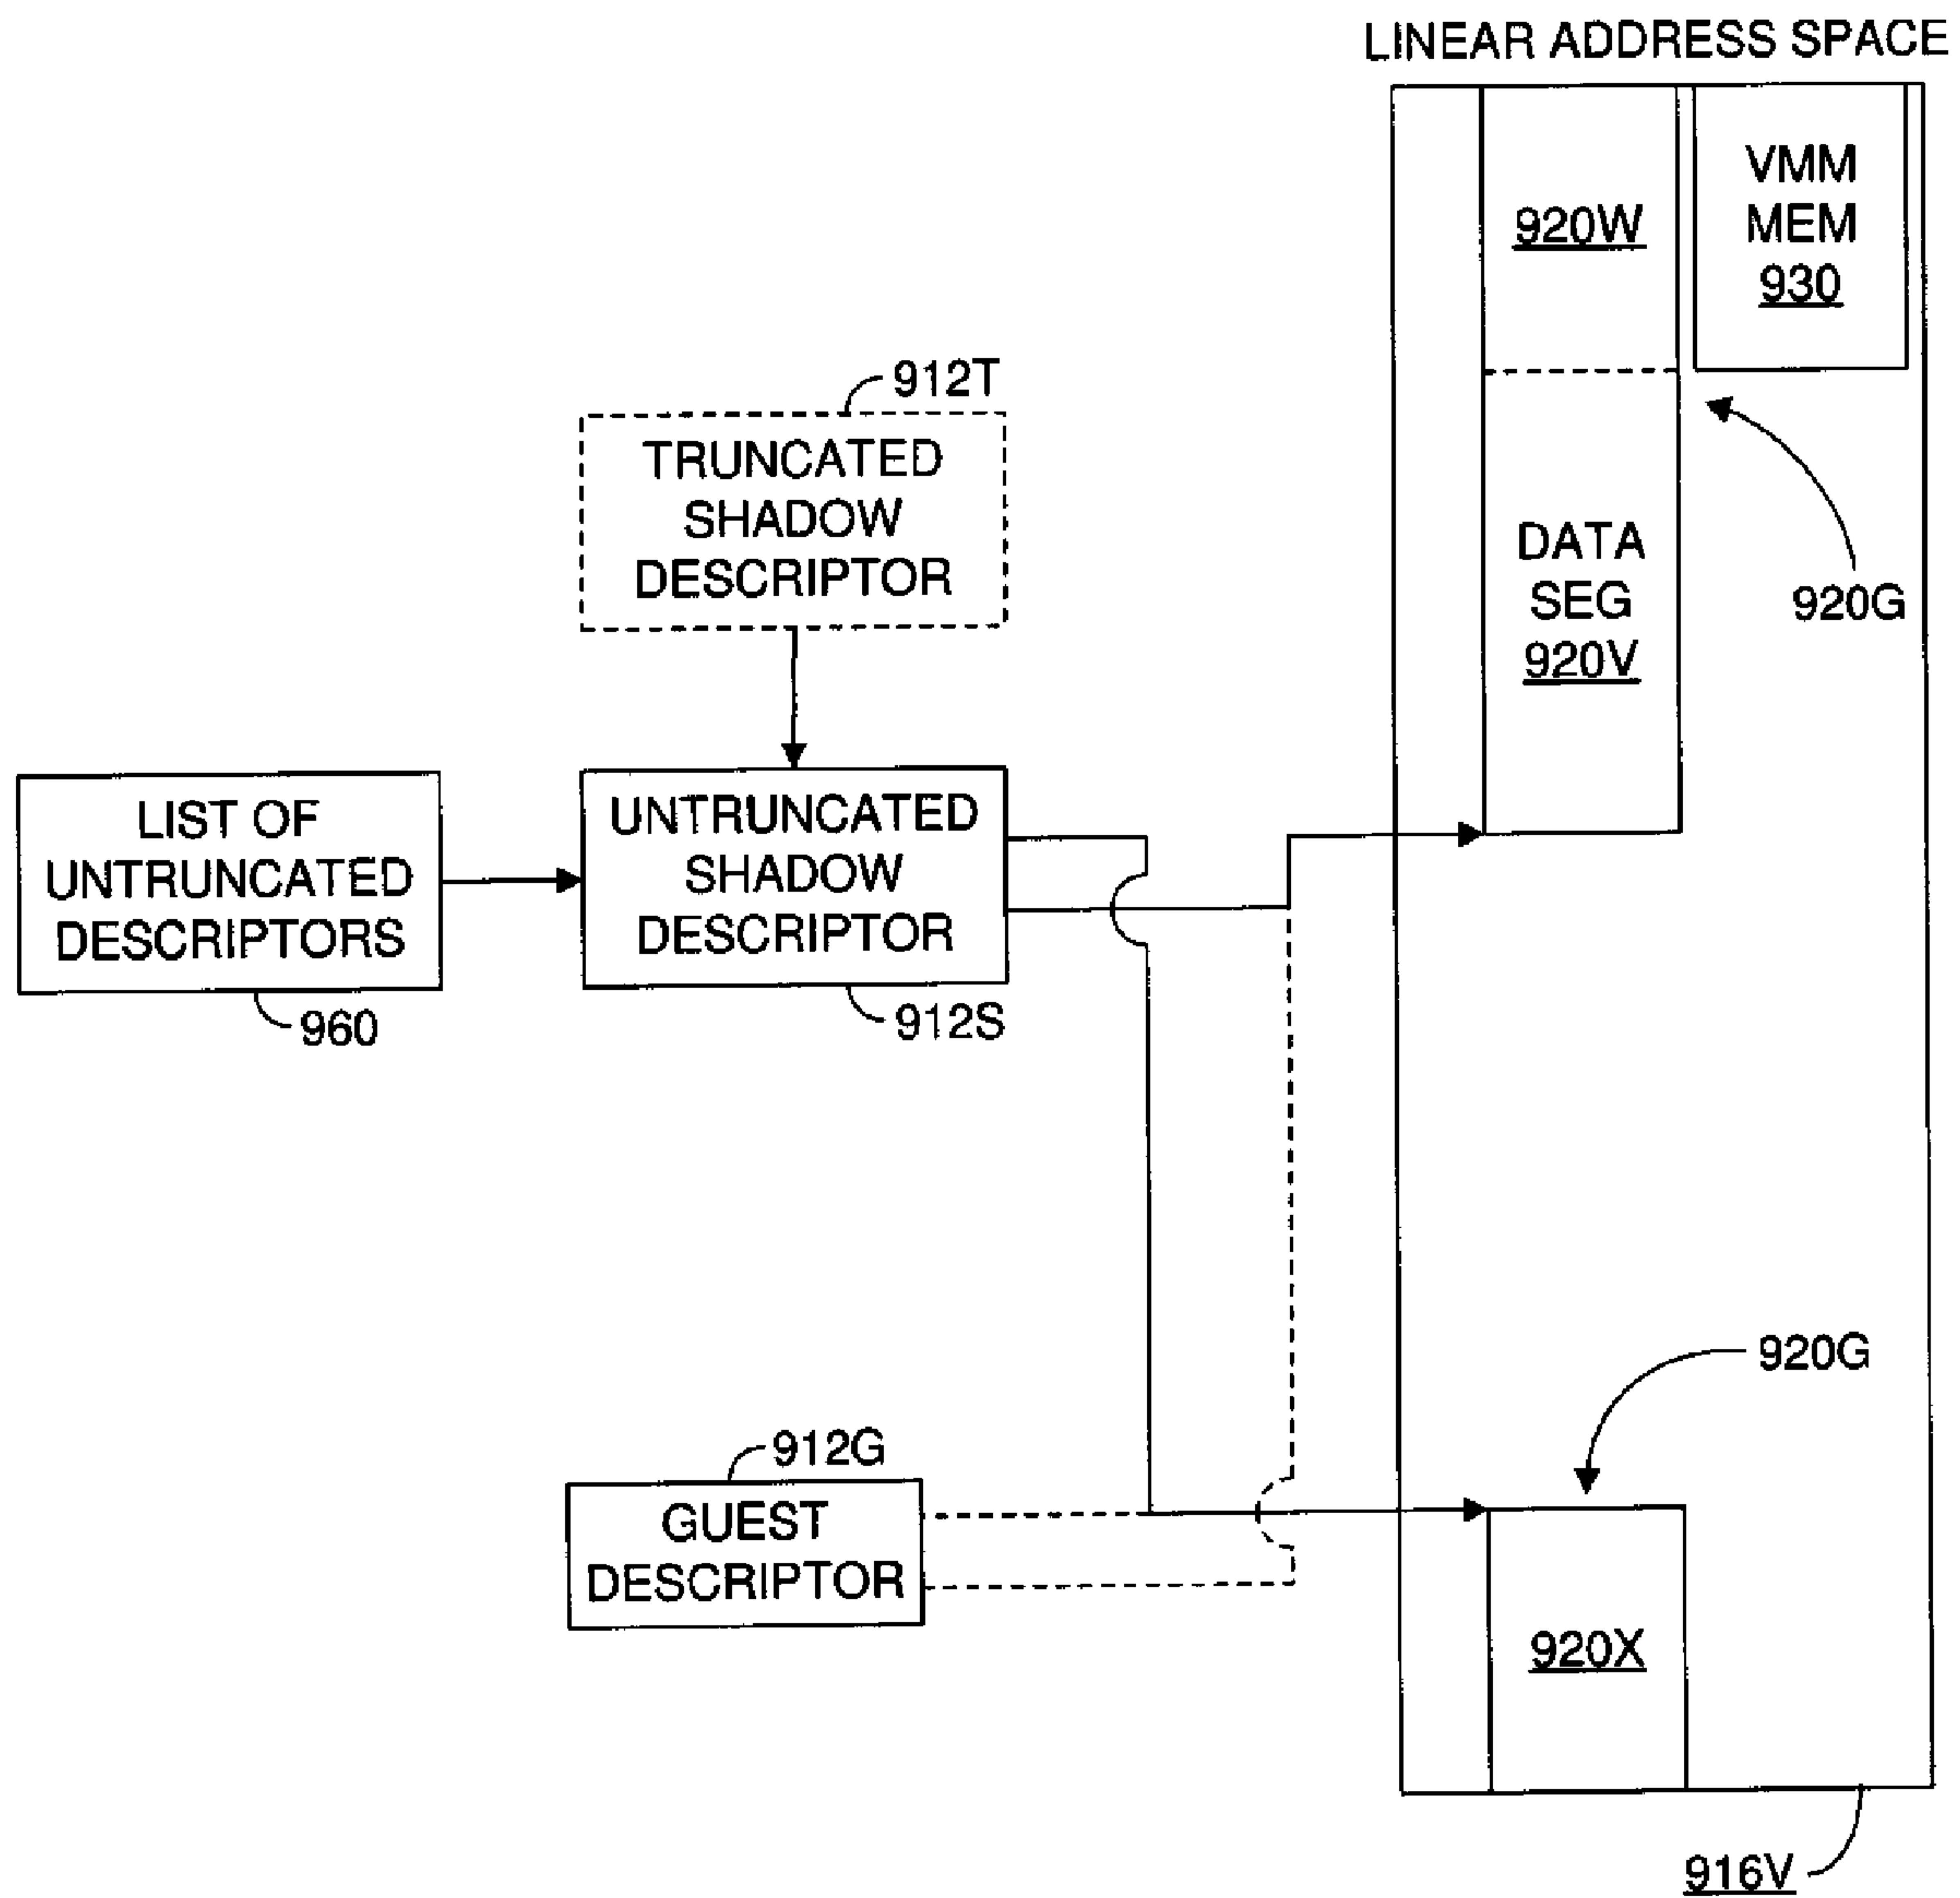 LINEAR ADDRESS SPACE
920W
VMM
MEM
930
912T
TRUNCATED
SHADOW
DESCRIPTOR
DATA
SEG
920V
920G
LIST OF
UNTRUNCATED
DESCRIPTORS
960
UNTRUNCATED
SHADOW
DESCRIPTOR
912S
920G
912G
GUEST
DESCRIPTOR
920X
916V